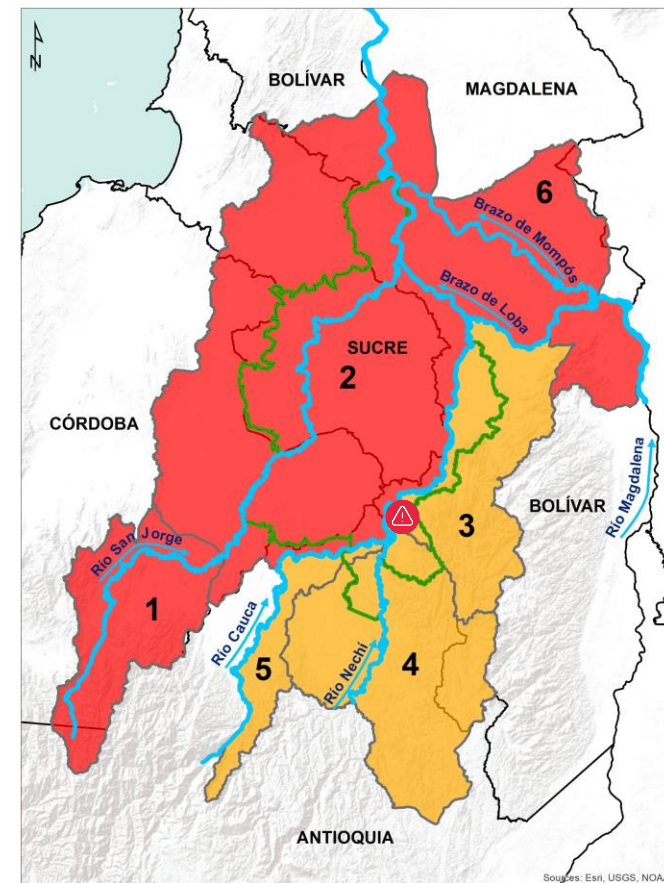 N
BOLÍVAR
MAGDALENA
6
Brazo de Mompós
Brazo de Loba
SUCRE
2
CÓRDOBA
BOLÍVAR
Río Magdalena
3
Río San Jorge
1
Río Cauca
5
Río Nechí
4
ANTIOQUIA
Sources: Esri, USGS, NOA